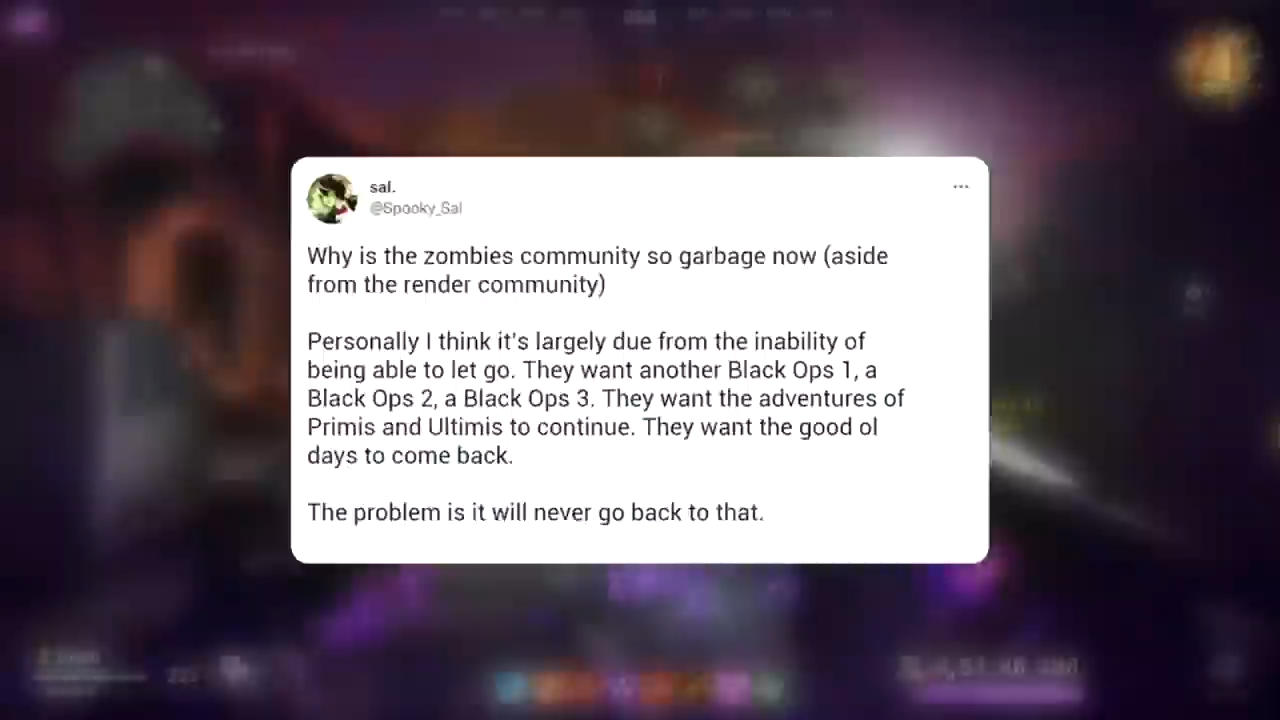 sal.
@Spooky_Sal
Why is the zombies community so garbage now (aside
from the render community)
Personally I think it's largely due from the inability of
being able to let go. They want another Black Ops 1, a
Black Ops 2, a Black Ops 3. They want the adventures of
Primis and Ultimis to continue. They want the good ol
days to come back.
The problem is it will never go back to that.